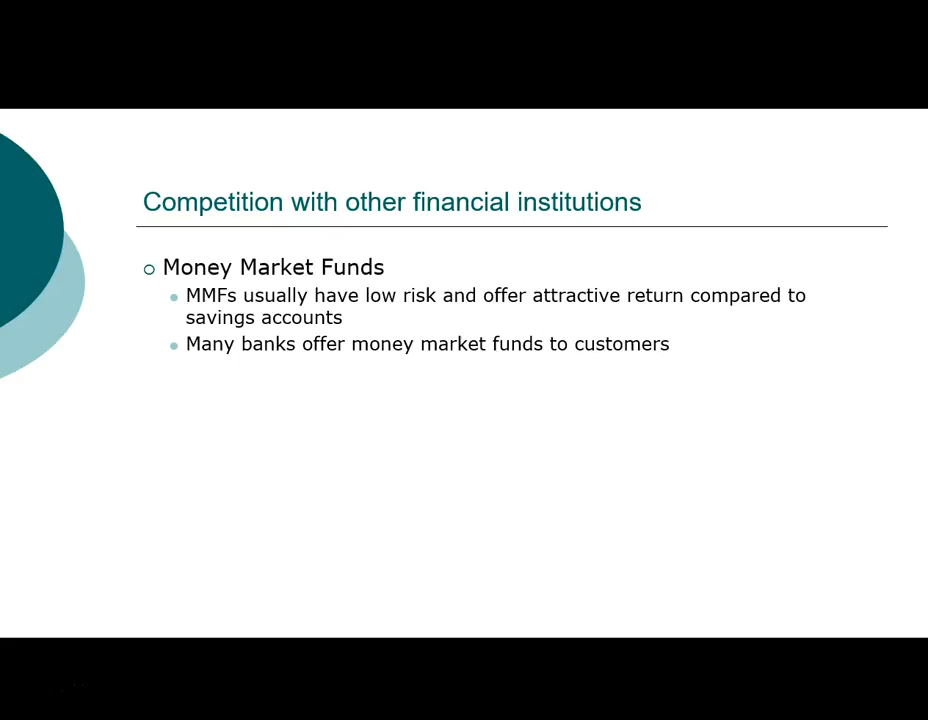 Competition with other financial institutions
Money Market Funds
MMFs usually have low risk and offer attractive return compared to
savings accounts
Many banks offer money market funds to customers